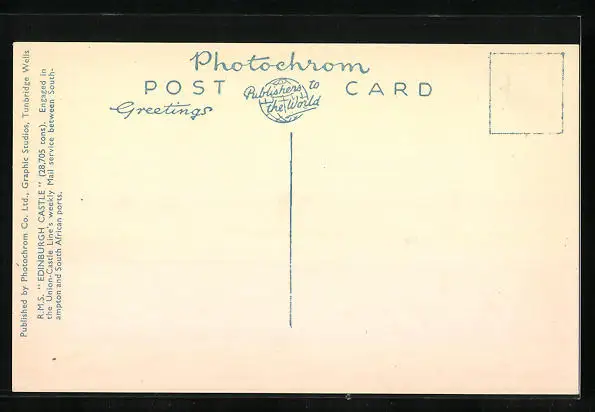 Photochrom
POST CARD
Publishers to
the World
Greetings
Published by Photochrom Co. Ltd., Graphic Studios, Tunbridge Wells
R.M.S. "EDINBURGH CASTLE" (28,705 tons). Engaged in
the Union-Castle Line's weekly Mail service between South-
ampton and South African ports.